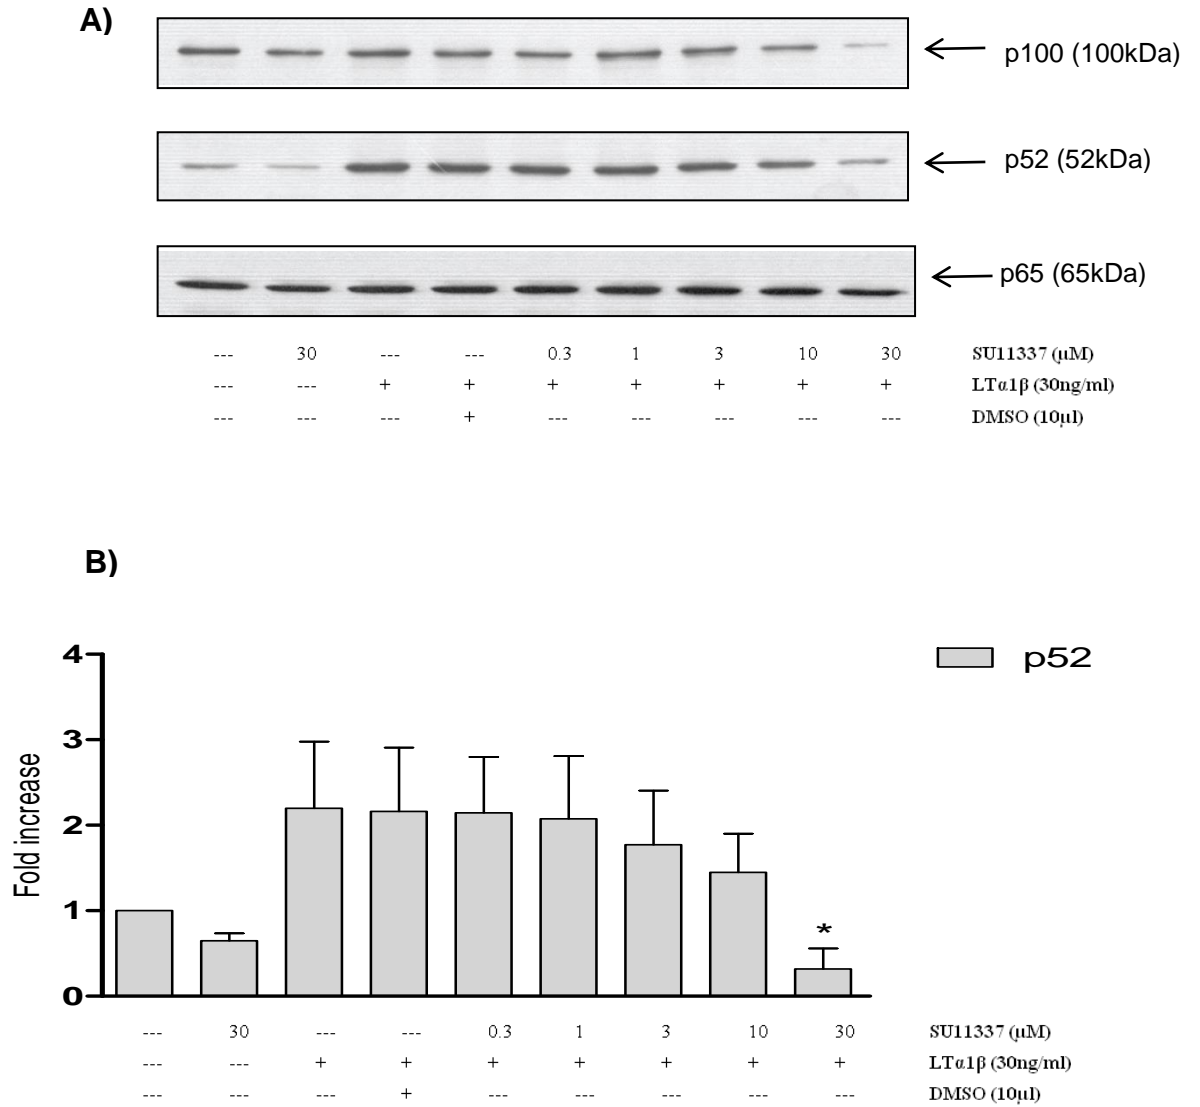 A)
p100 (100kDa)
p52 (52kDa)
p65 (65kDa)
--- 30 --- --- 0.3 1 3 10 30 SU11337 (µM)
--- --- + + + + + + + LTα1β (30ng/ml)
--- --- --- + --- --- --- --- --- DMSO (10µl)
B)
4
3
2
1
0
Fold increase
p52
*
--- 30 --- --- 0.3 1 3 10 30 SU11337 (µM)
--- --- + + + + + + + LTα1β (30ng/ml)
--- --- --- + --- --- --- --- --- DMSO (10µl)